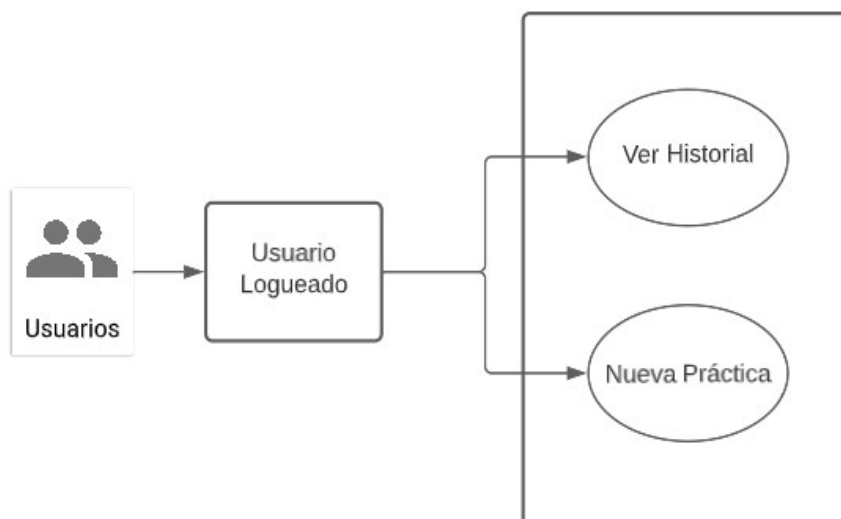 Ver Historial
Usuario
Logueado
Usuarios
Nueva Práctica